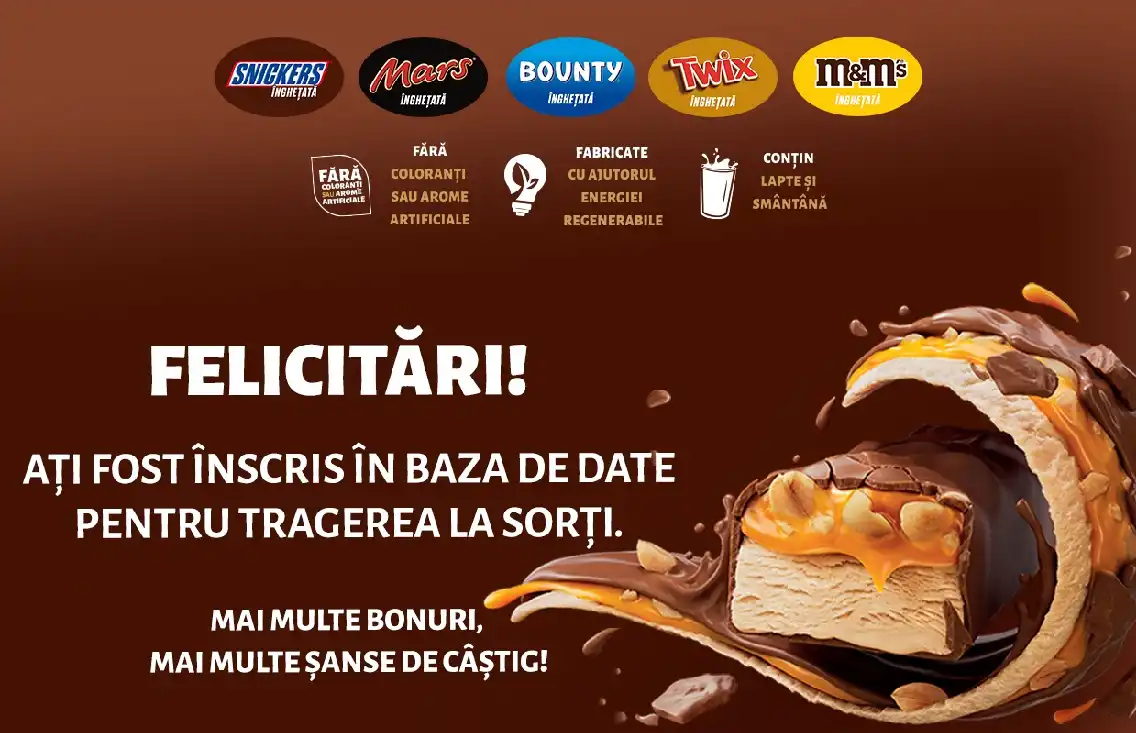 SNICKERS
ÎNGHEȚATĂ
Mars
ÎNGHEȚATĂ
BOUNTY
ÎNGHEȚATĂ
TWIX
ÎNGHEȚATĂ
m&m's
ÎNGHEȚATĂ
FĂRĂ
COLORANȚI
SAU AROME
ARTIFICIALE
FĂRĂ
COLORANȚI
SAU AROME
ARTIFICIALE
FABRICATE
CU AJUTORUL
ENERGIEI
REGENERABILE
CONȚIN
LAPTE ȘI
SMÂNTÂNĂ
FELICITĂRI!
AȚI FOST ÎNSCRIS ÎN BAZA DE DATE
PENTRU TRAGEREA LA SORȚI.
MAI MULTE BONURI,
MAI MULTE ȘANSE DE CÂȘTIG!